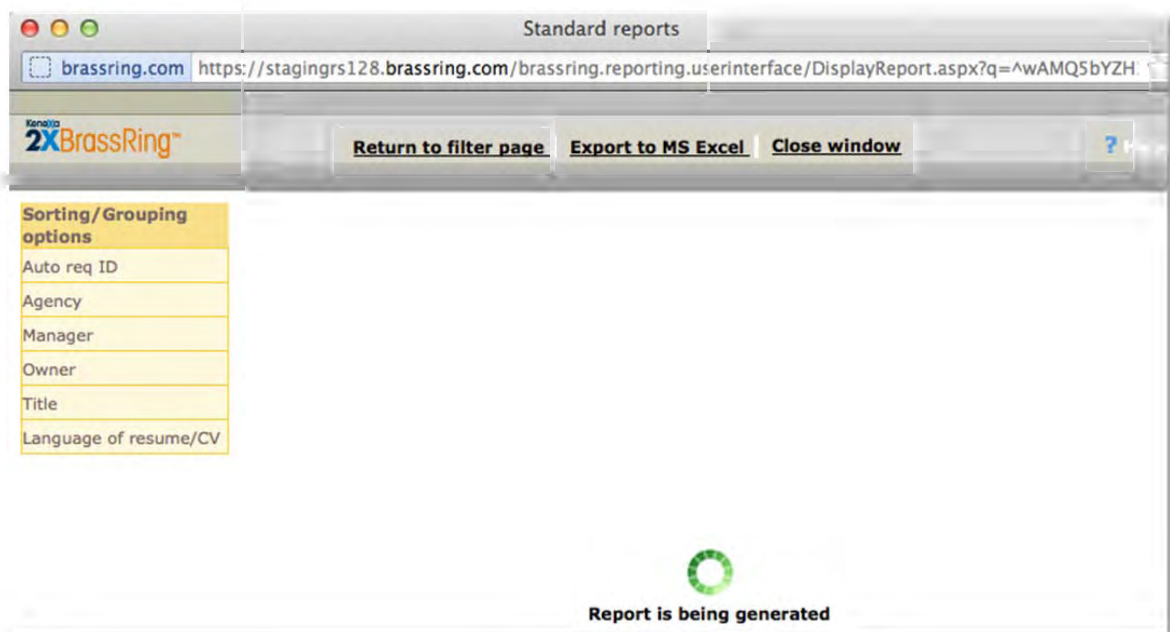 Standard reports
brassring.com https://stagingrs128.brassring.com/brassring.reporting.userinterface/DisplayReport.aspx?q=^wAMQ5bYZH
Kenexa
2XBrassRing™
Return to filter page Export to MS Excel Close window ?
Sorting/Grouping
options
Auto req ID
Agency
Manager
Owner
Title
Language of resume/CV
Report is being generated